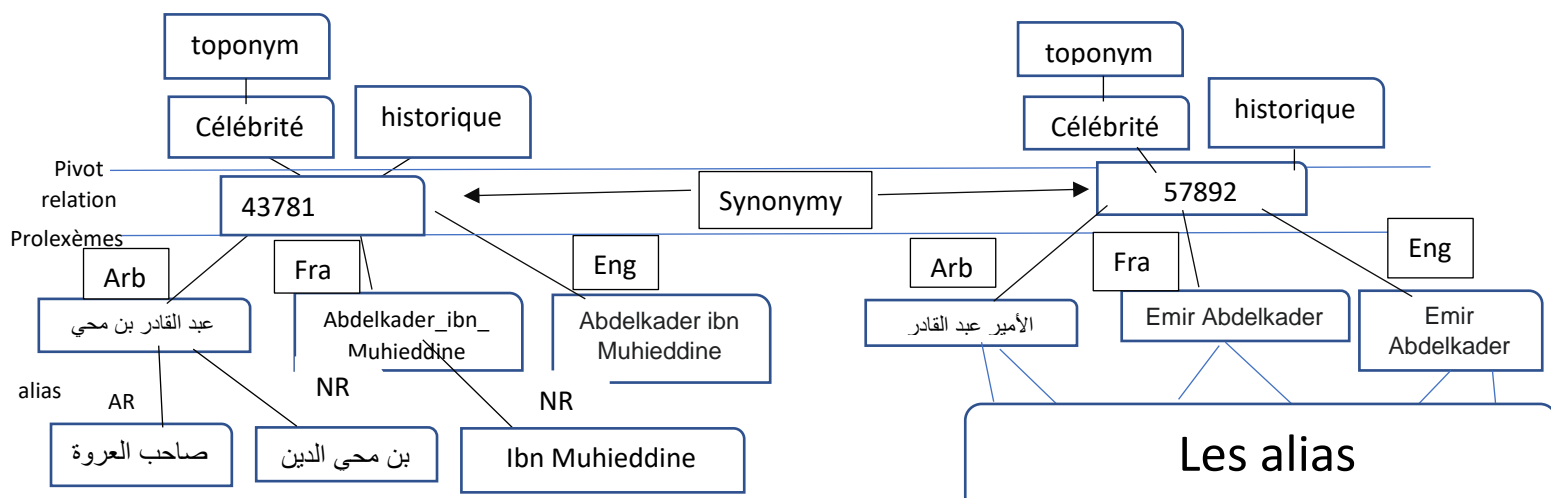 toponym
toponym
Célébrité
historique
Célébrité
historique
Pivot
relation
43781
Synonymy
57892
Prolexèmes
Arb
Fra
Eng
Arb
Fra
Eng
عبد القادر بن محي
Abdelkader_ibn_
Muhieddine
Abdelkader ibn
Muhieddine
الأمير عبد القادر
Emir Abdelkader
Emir
Abdelkader
alias
AR
NR
NR
صاحب العروة
بن محي الدين
Ibn Muhieddine
Les alias